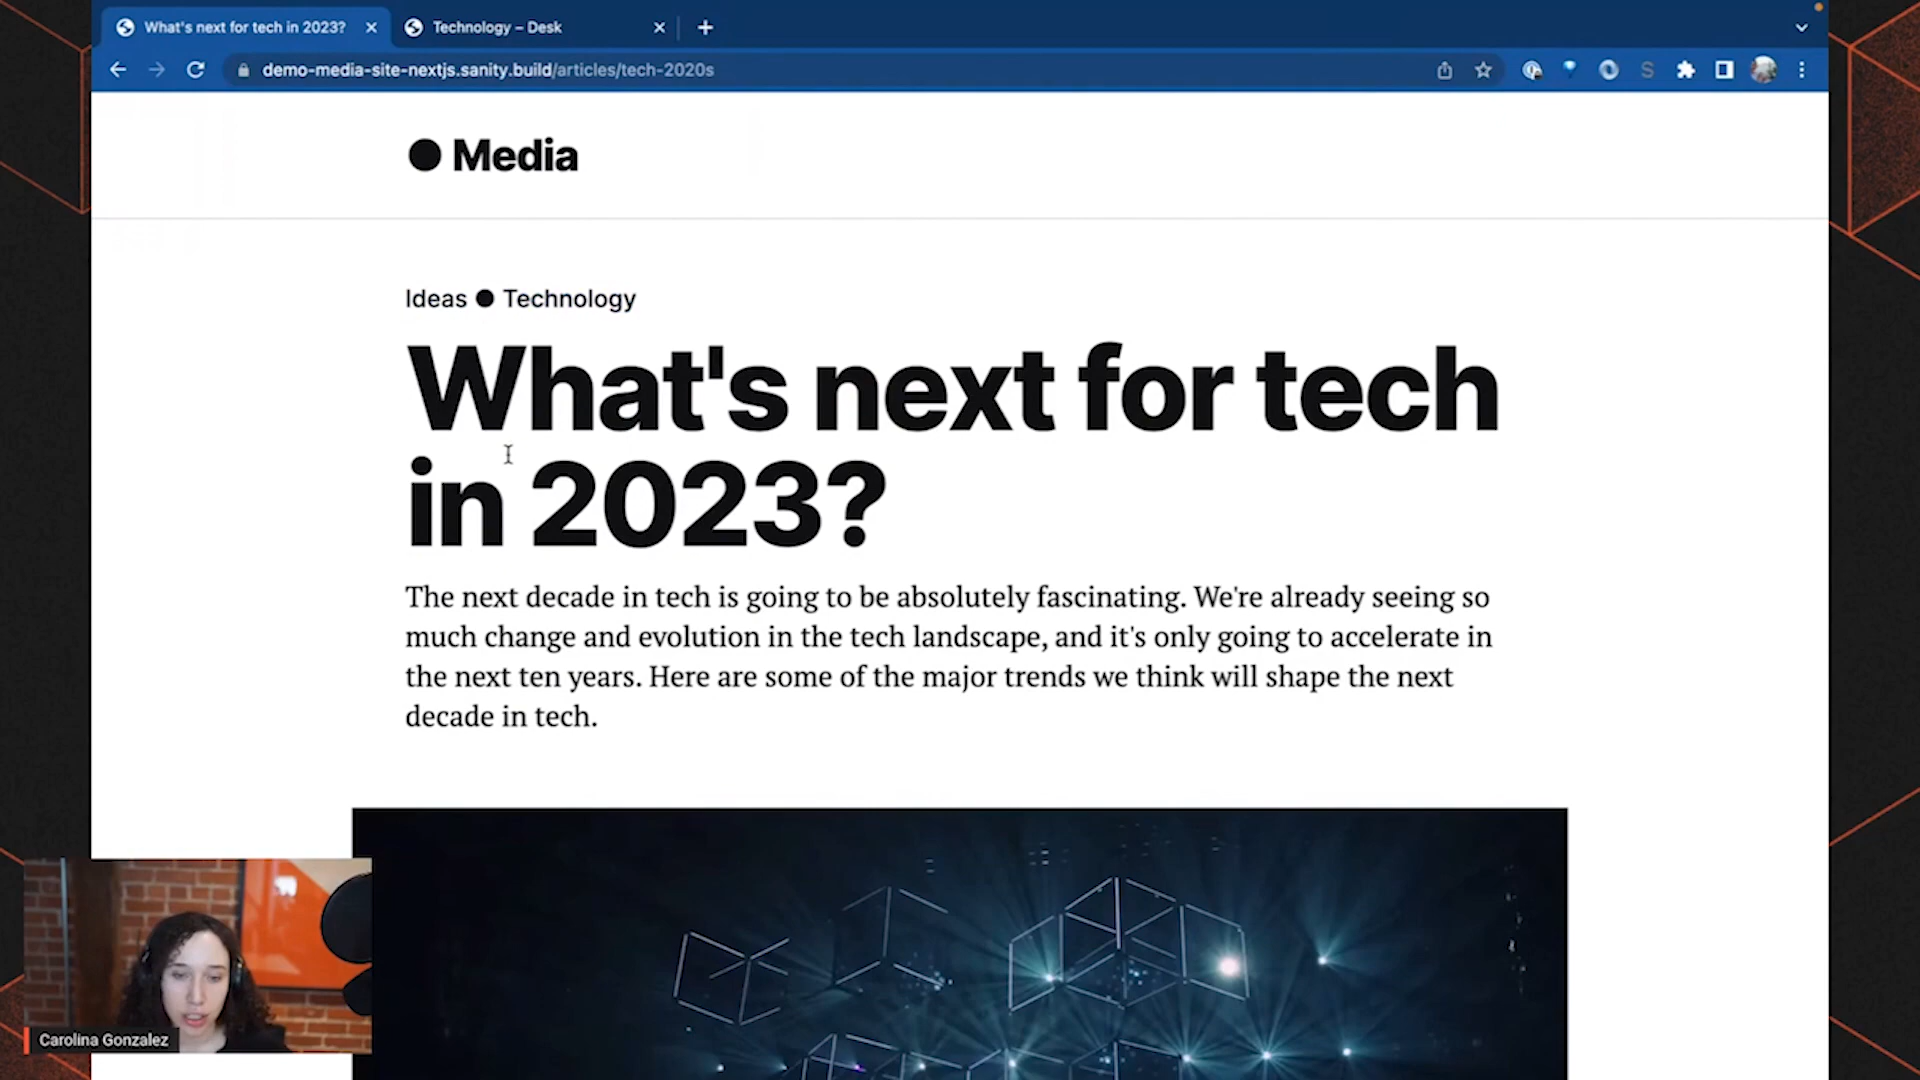 What's next for tech in 2023?
Technology – Desk
demo-media-site-nextjs.sanity.build/articles/tech-2020s
Media
Ideas ● Technology
What's next for tech
in 2023?
The next decade in tech is going to be absolutely fascinating. We're already seeing so
much change and evolution in the tech landscape, and it's only going to accelerate in
the next ten years. Here are some of the major trends we think will shape the next
decade in tech.
Carolina Gonzalez